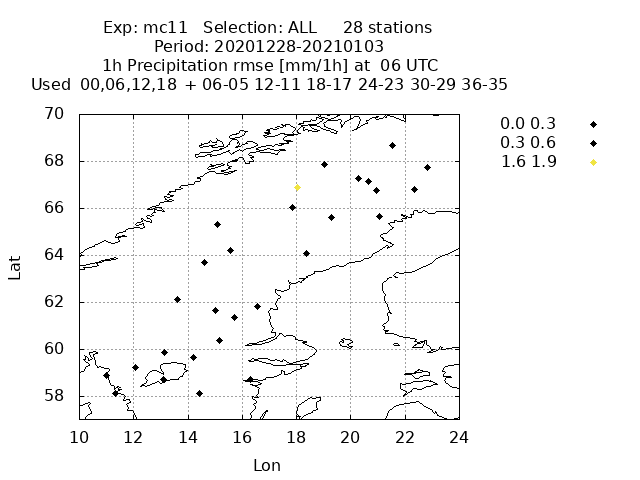 Exp: mc11 Selection: ALL 28 stations
Period: 20201228-20210103
1h Precipitation rmse [mm/1h] at 06 UTC
Used 00,06,12,18 + 06-05 12-11 18-17 24-23 30-29 36-35
0.0 0.3
0.3 0.6
1.6 1.9
70
68
66
64
62
60
58
Lat
10 12 14 16 18 20 22 24
Lon